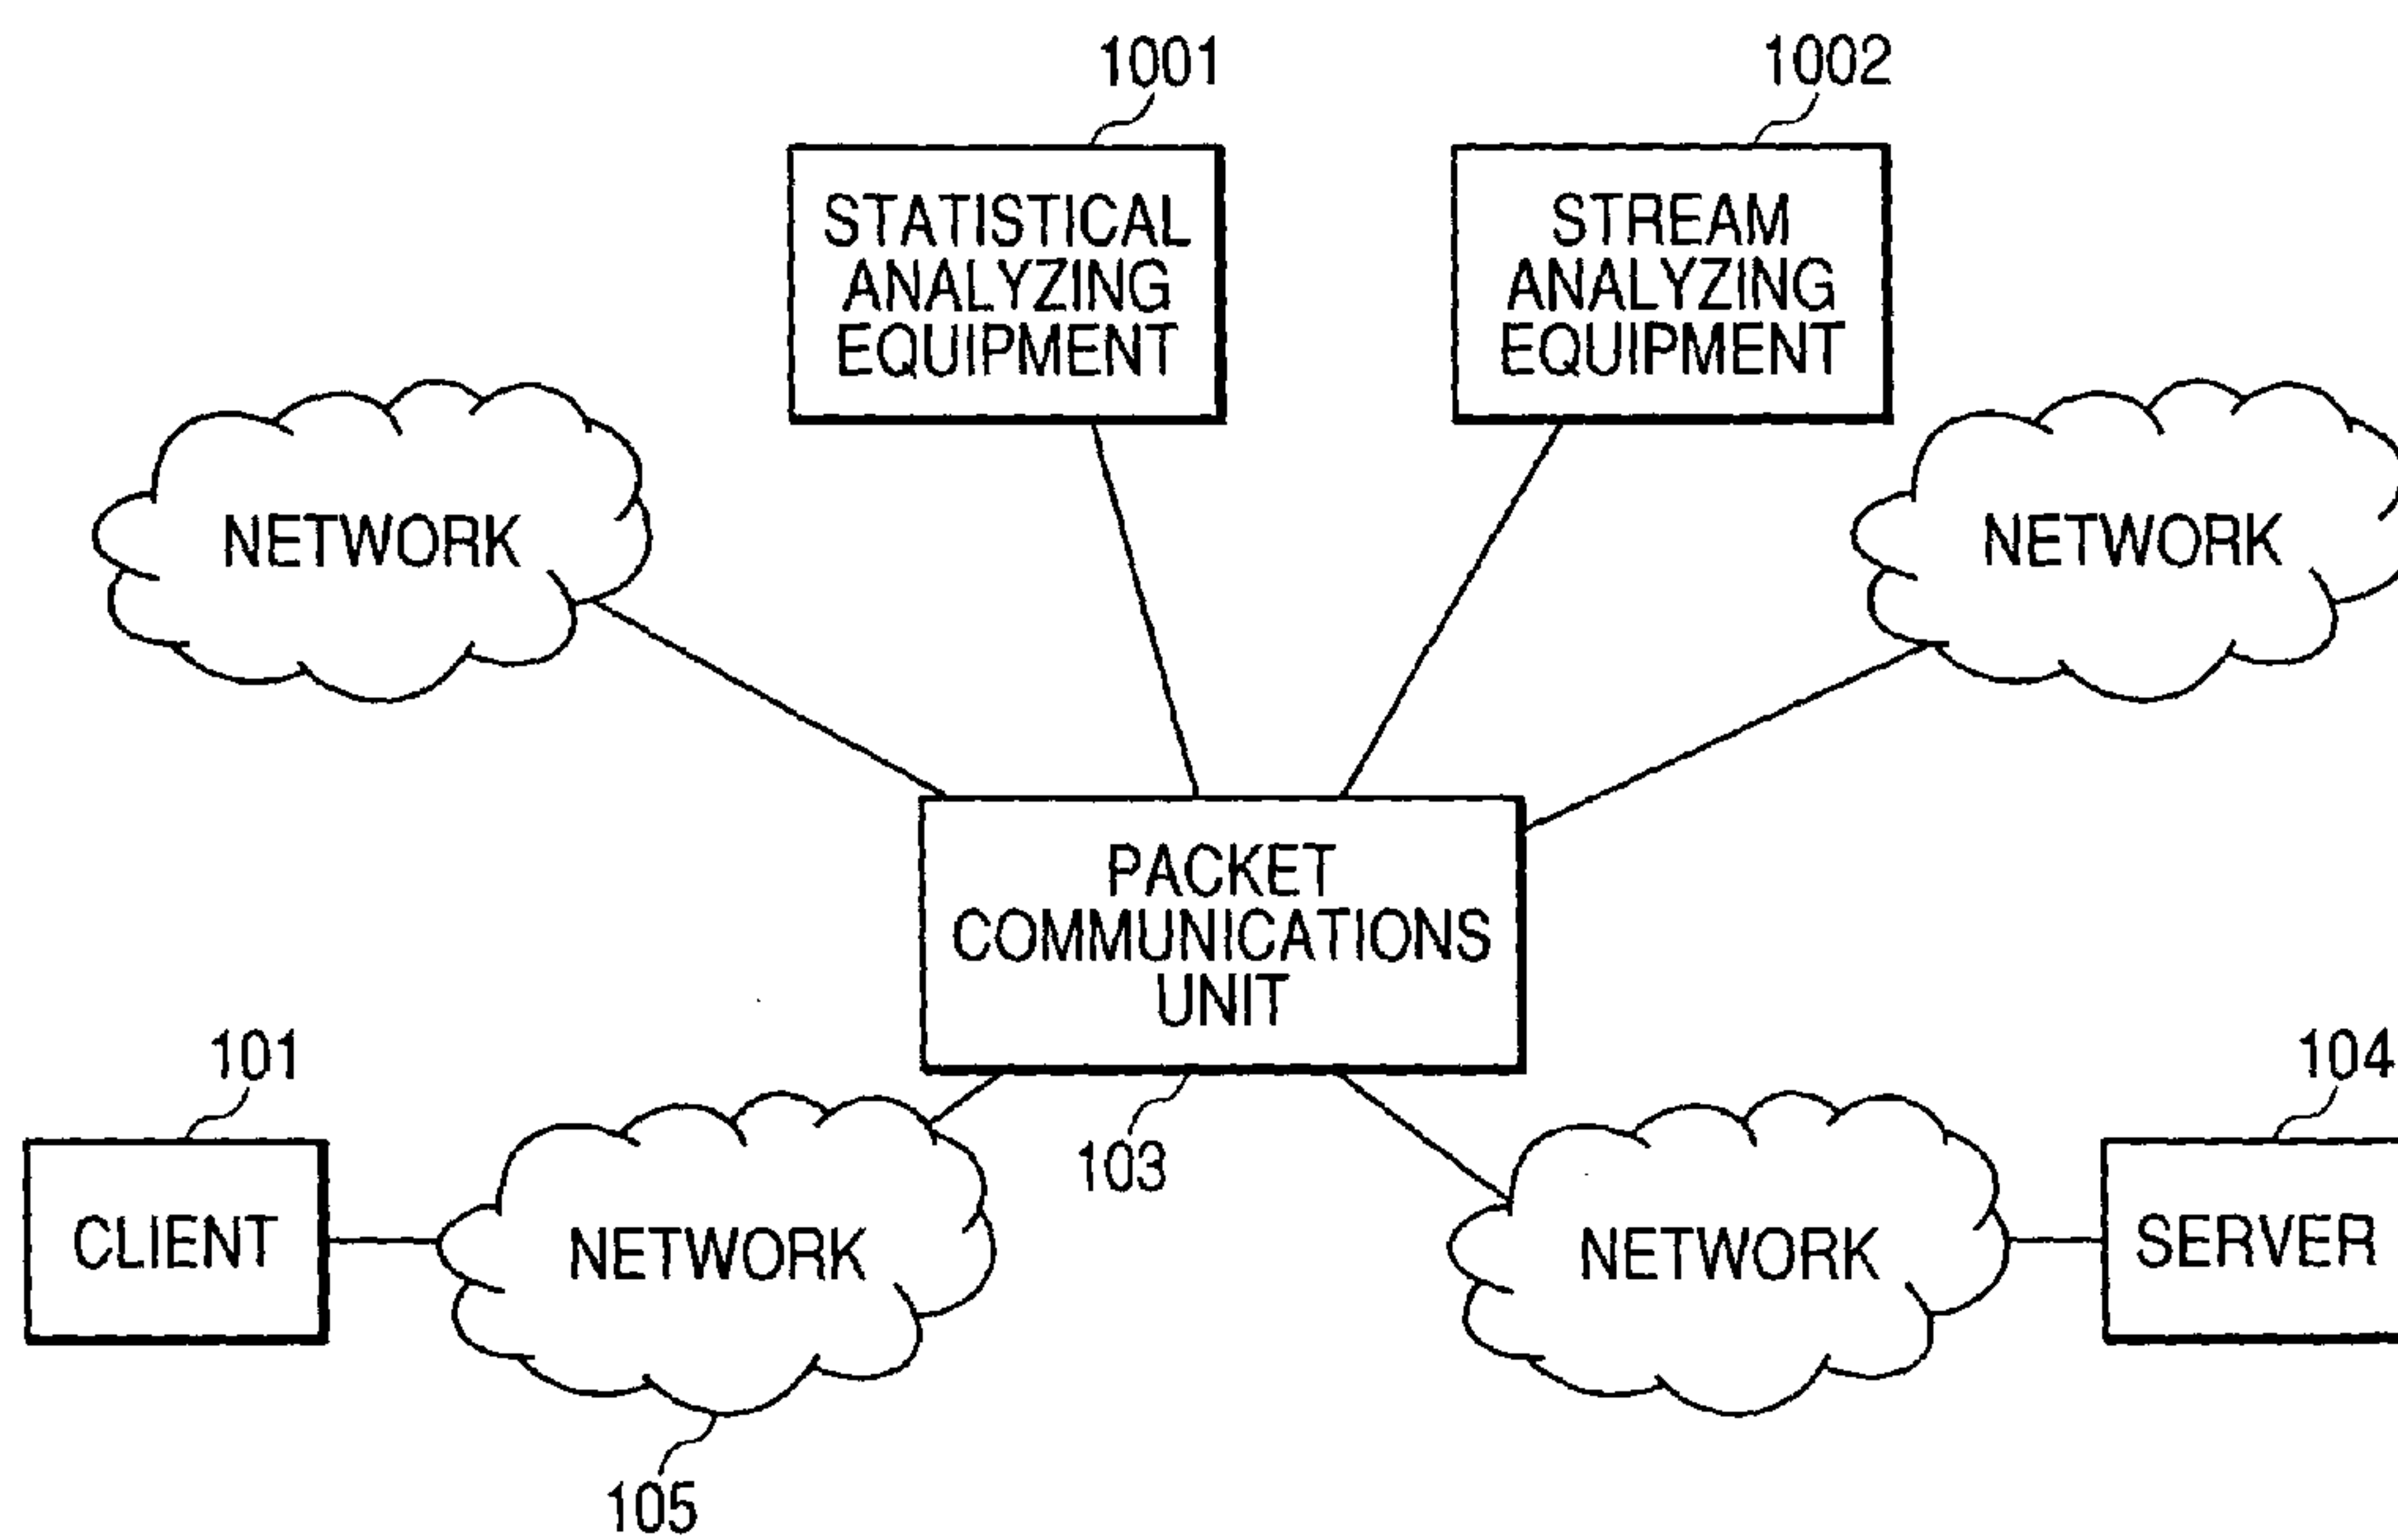 1001
1002
STATISTICAL
ANALYZING
EQUIPMENT
STREAM
ANALYZING
EQUIPMENT
NETWORK
NETWORK
PACKET
COMMUNICATIONS
UNIT
101
104
103
CLIENT
NETWORK
NETWORK
SERVER
105